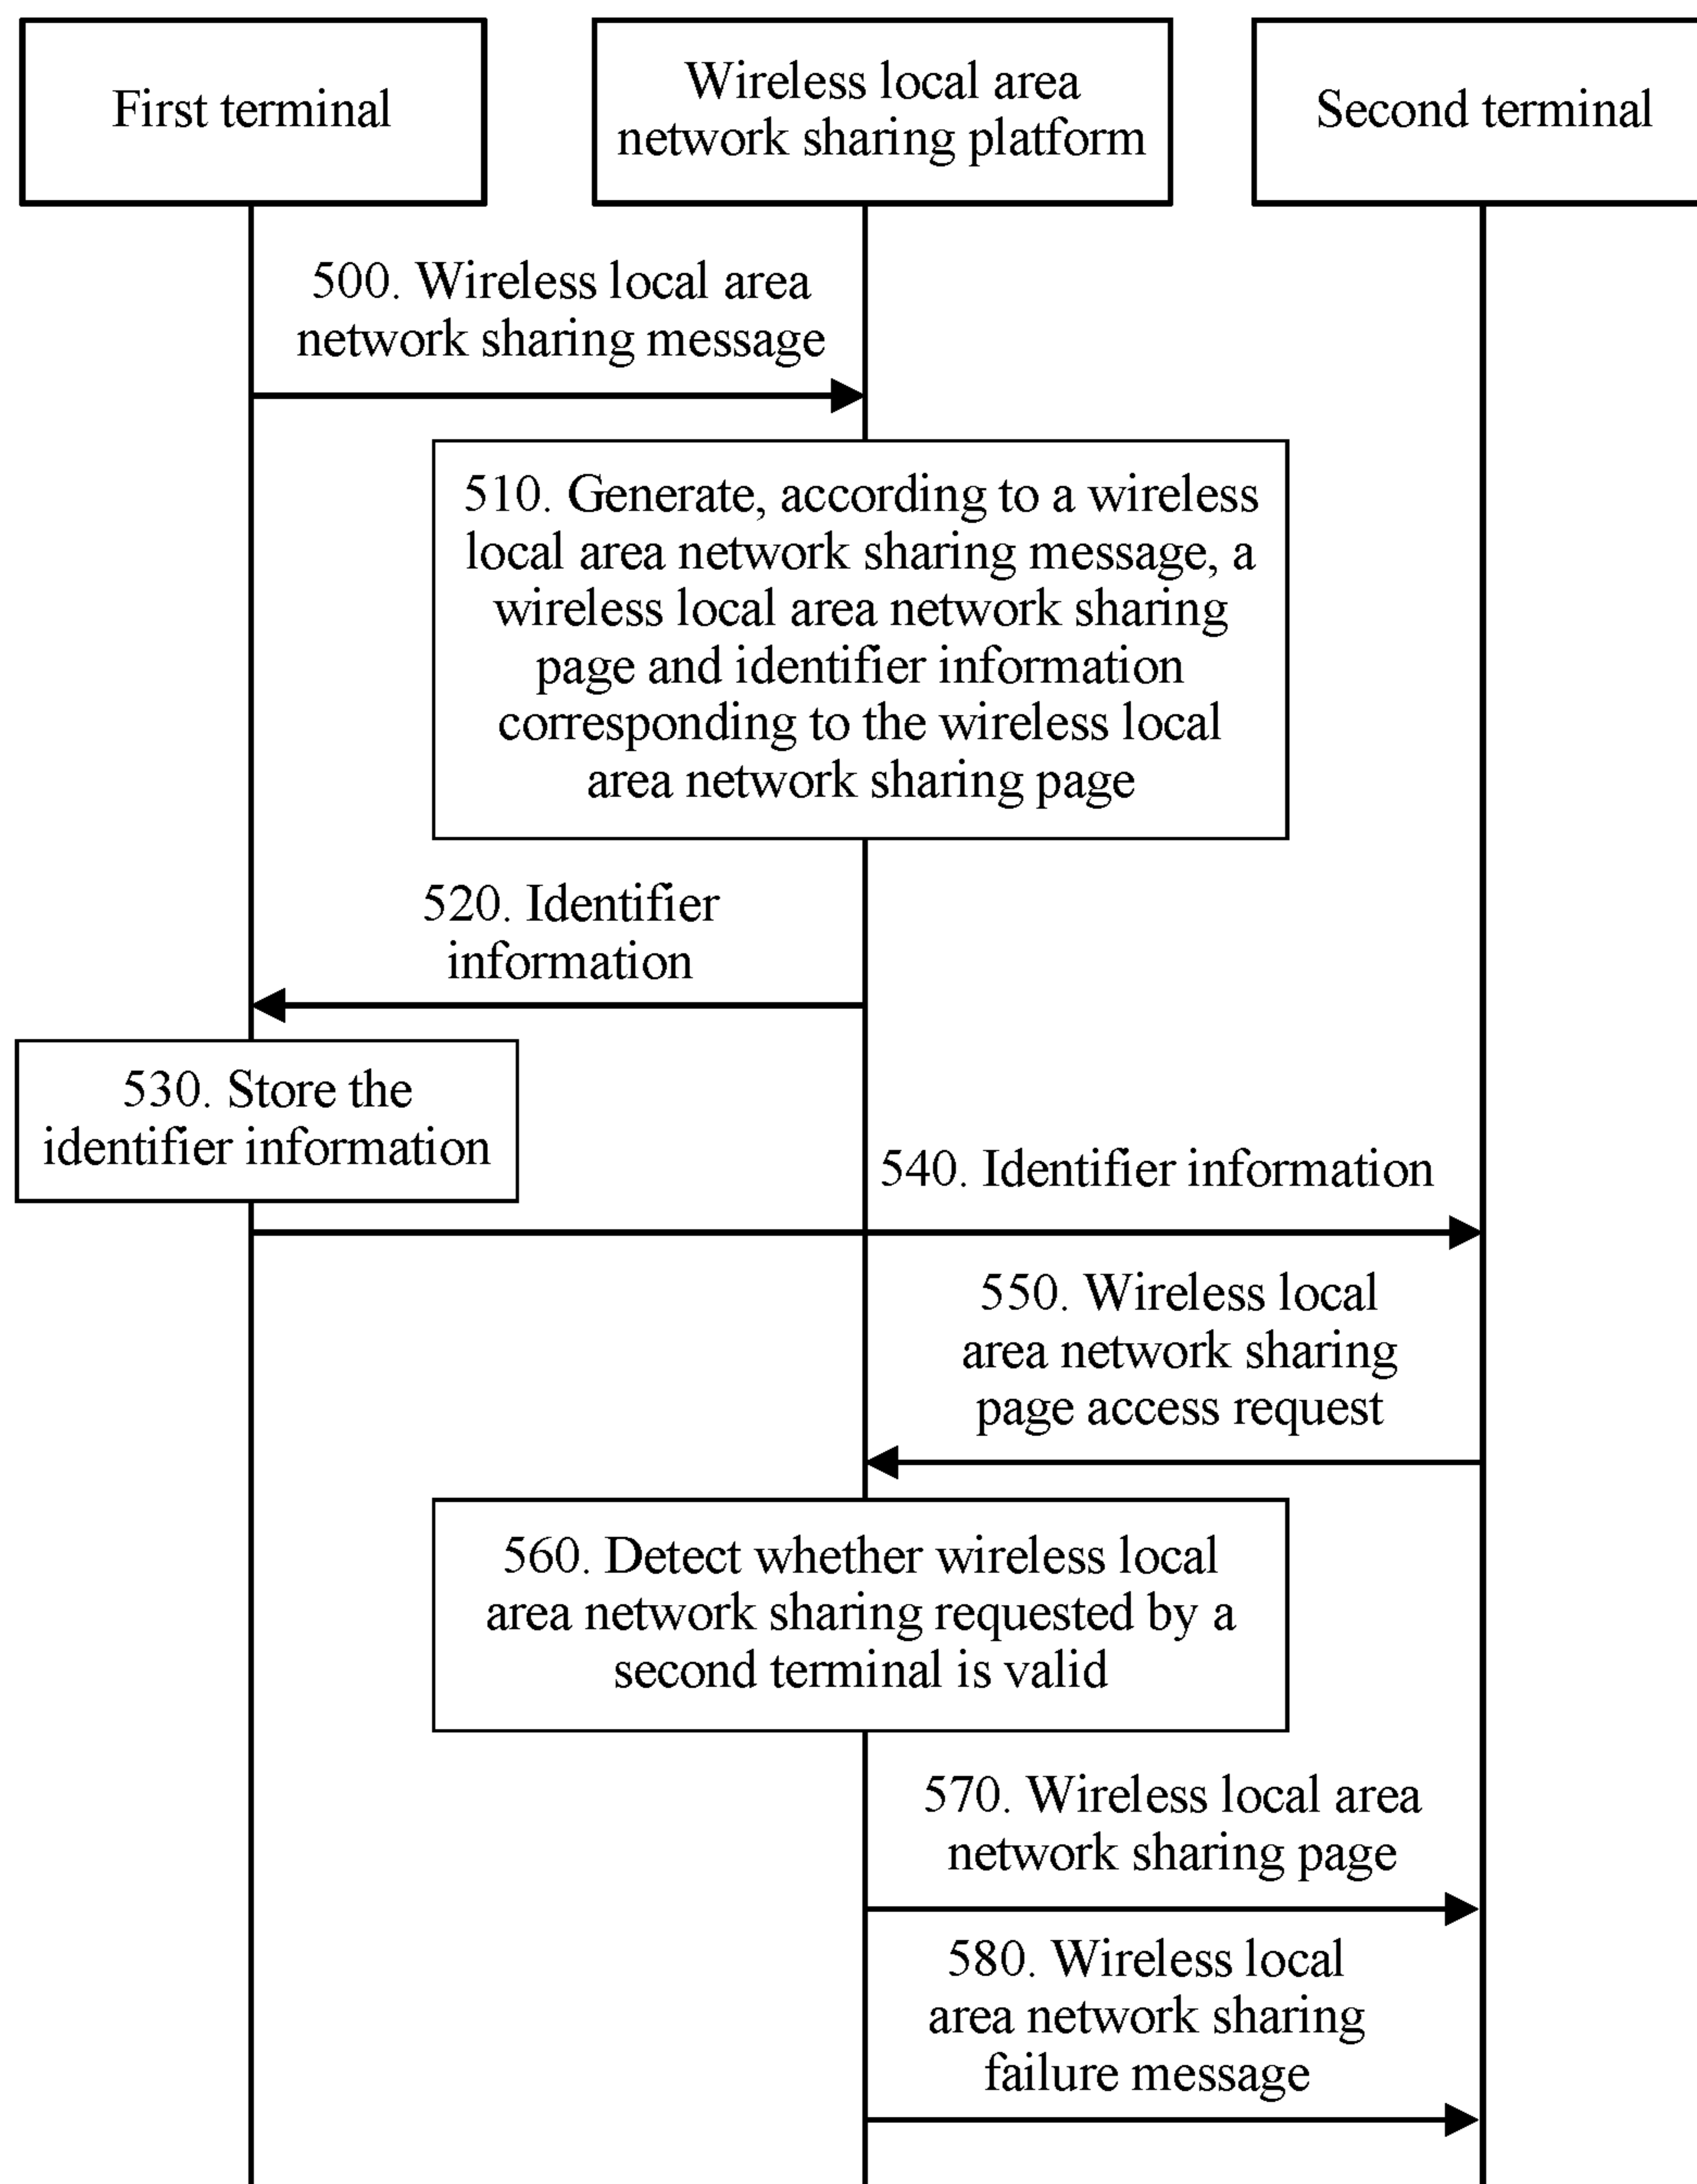 First terminal
Wireless local area
network sharing platform
Second terminal
500. Wireless local area
network sharing message
510. Generate, according to a wireless
local area network sharing message, a
wireless local area network sharing
page and identifier information
corresponding to the wireless local
area network sharing page
520. Identifier
information
530. Store the
identifier information
540. Identifier information
550. Wireless local
area network sharing
page access request
560. Detect whether wireless local
area network sharing requested by a
second terminal is valid
570. Wireless local area
network sharing page
580. Wireless local
area network sharing
failure message